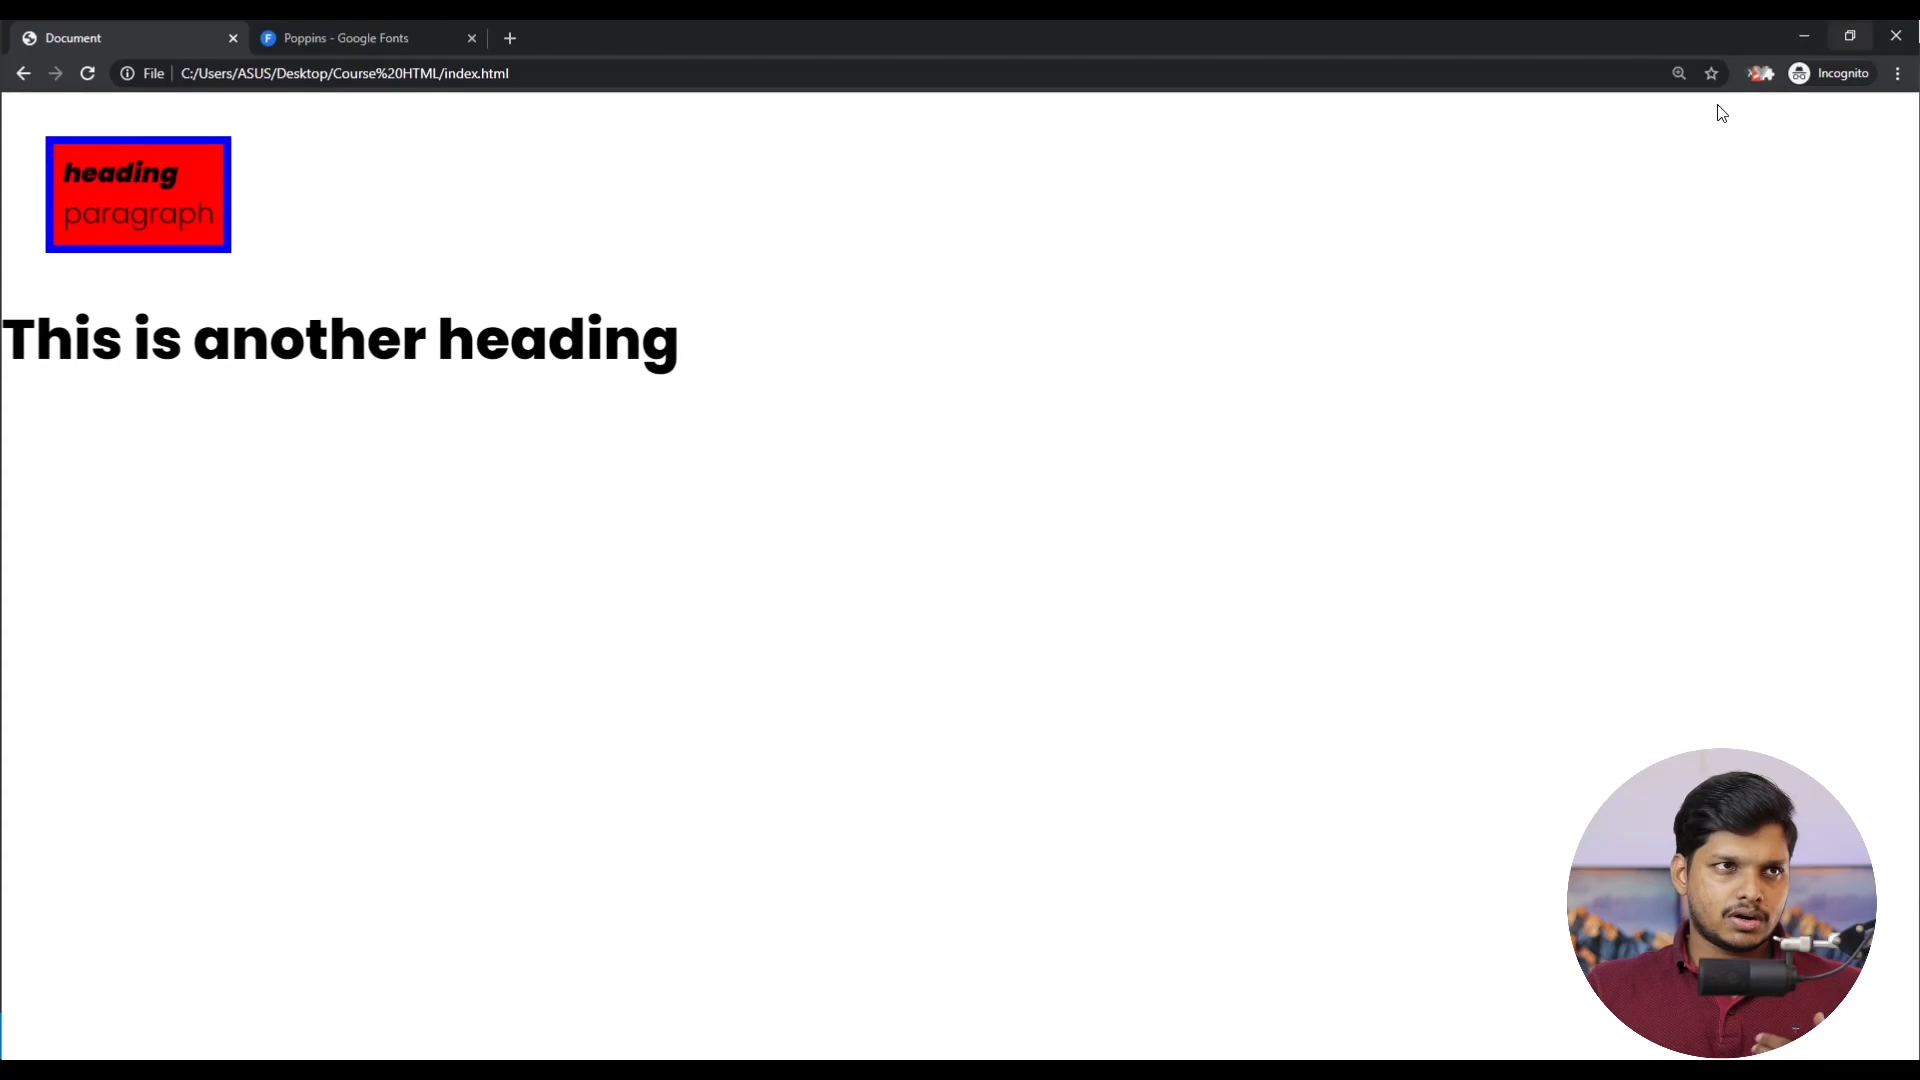 Document
Poppins - Google Fonts
File
C:/Users/ASUS/Desktop/Course%20HTML/index.html
Incognito
heading
paragraph
This is another heading